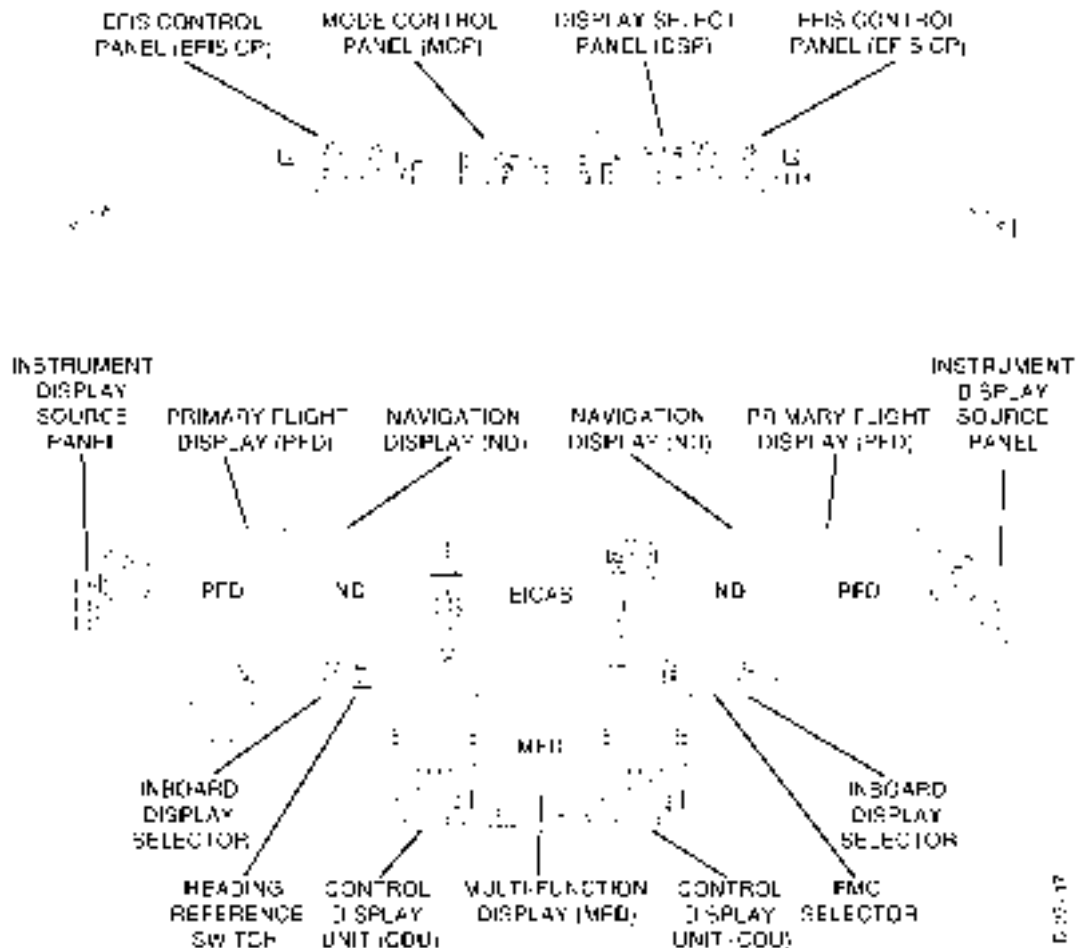 EFIS CONTROL
PANEL (EFIS CP)
MODE CONTROL
PANEL (MCP)
DISPLAY SELECT
PANEL (DSP)
EFIS CONTROL
PANEL (EFIS CP)
INSTRUMENT
DISPLAY
SOURCE
PANEL
PRIMARY FLIGHT
DISPLAY (PFD)
NAVIGATION
DISPLAY (ND)
NAVIGATION
DISPLAY (ND)
PRIMARY FLIGHT
DISPLAY (PFD)
INSTRUMENT
DISPLAY
SOURCE
PANEL
PFD
ND
EICAS
ND
PFD
MFD
INBOARD
DISPLAY
SELECTOR
HEADING
REFERENCE
SWITCH
CONTROL
DISPLAY
UNIT (CDU)
MULTI-FUNCTION
DISPLAY (MFD)
CONTROL
DISPLAY
UNIT (CDU)
FMC
SELECTOR
INBOARD
DISPLAY
SELECTOR